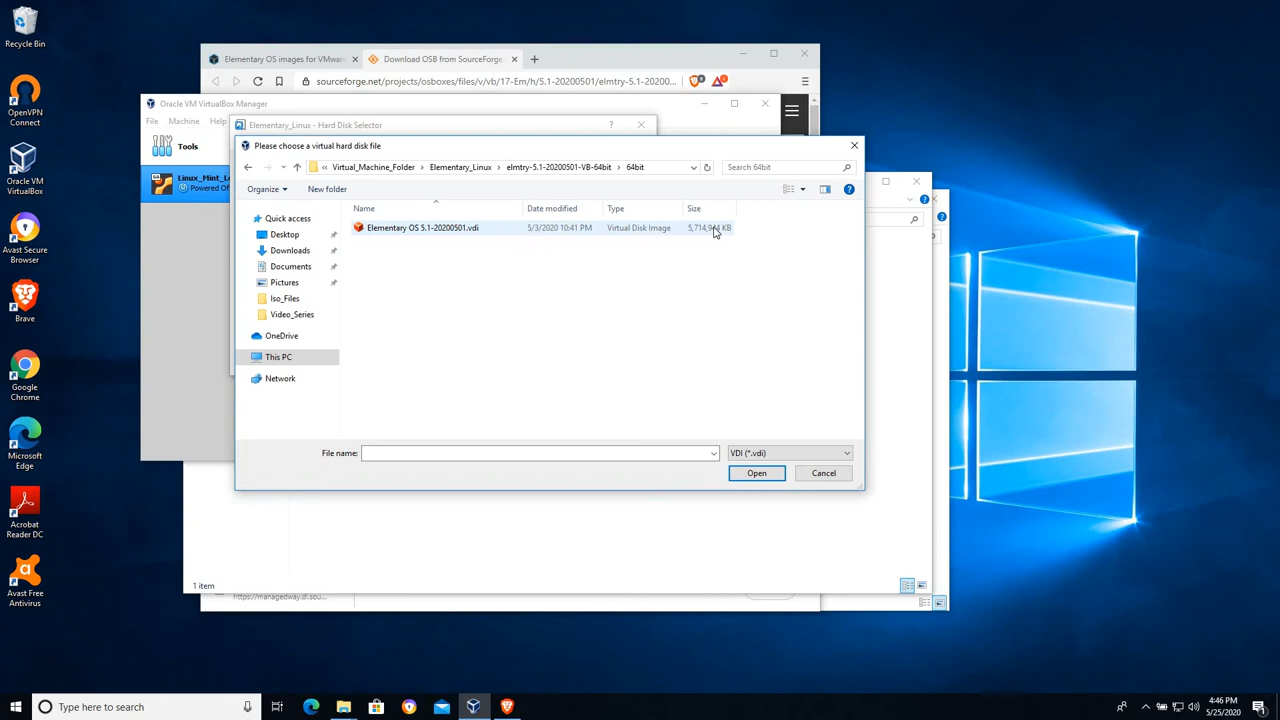 Recycle Bin
OpenVPN
Connect
Oracle VM
VirtualBox
Avast Secure
Browser
Brave
Google
Chrome
Microsoft
Edge
Acrobat
Reader DC
Avast Free
Antivirus
Elementary OS images for VMware
Download OSB from SourceForge
sourceforge.net/projects/osboxes/files/v/vb/17-Em/h/5.1-20200501/elmtry-5.1-20200...
Oracle VM VirtualBox Manager
File Machine Help
Tools
Linux_Mint_L
Powered Of
Elementary_Linux - Hard Disk Selector
Please choose a virtual hard disk file
« Virtual_Machine_Folder › Elementary_Linux › elmtry-5.1-20200501-VB-64bit › 64bit
Search 64bit
Organize New folder
Name Date modified Type Size
Elementary OS 5.1-20200501.vdi 5/3/2020 10:41 PM Virtual Disk Image KB
Quick access
Desktop
Downloads
Documents
Pictures
Iso_Files
Video_Series
OneDrive
This PC
Network
File name: VDI (*.vdi)
Open Cancel
1 item
https://managedway.dl.sou...
Type here to search
4:46 PM
5/25/2020